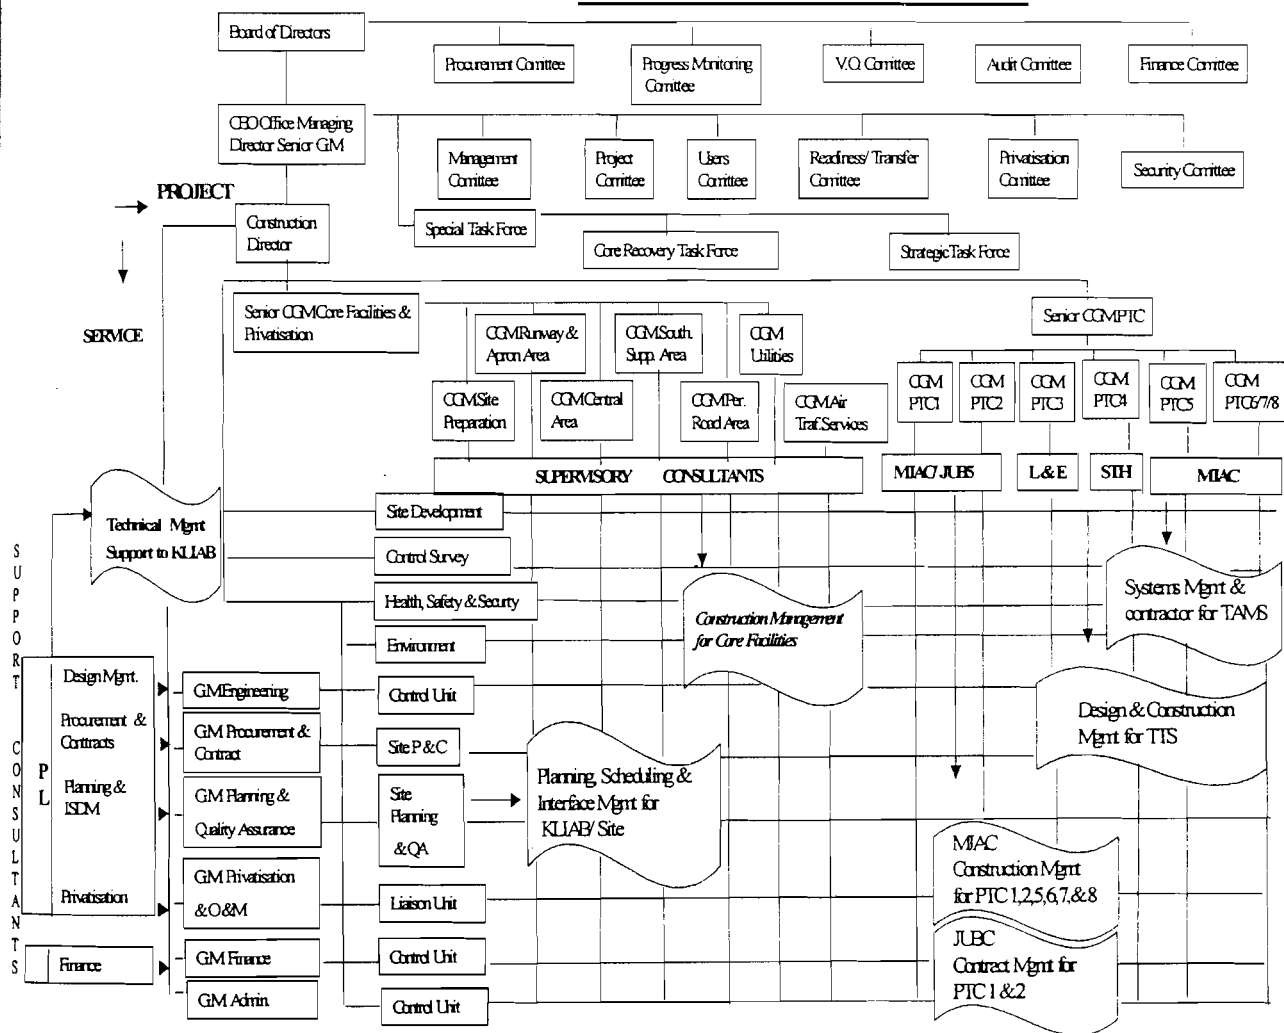 Board of Directors
Procurement Comittee
Progress Monitoring
Comittee
V.O. Comittee
Audit Comittee
Finance Comittee
CEO Office Managing
Director Senior G.M
Management
Comittee
Project
Comittee
Users
Comittee
Readiness/ Transfer
Comittee
Privatisation
Comittee
Security Comittee
PROJECT
Construction
Director
Special Task Force
Core Recovery Task Force
Strategic Task Force
SERVICE
Senior CGM Core Facilities &
Privatisation
Senior CGM PTC
CGM Runway &
Apron Area
CGM South.
Supp. Area
CGM
Utilities
CGM Site
Preparation
CGM Central
Area
CGM Per.
Road Area
CGM Air
Traf. Services
CGM
PTC1
CGM
PTC2
CGM
PTC3
CGM
PTC4
CGM
PTC5
CGM
PTC6/7/8
SUPERVISORY CONSULTANTS
MIAC/ JUBS
L & E
STH
MIAC
Technical Mgmt
Support to KLIAB
Site Development
Control Survey
Health, Safety & Security
Environment
Construction Management
for Core Facilities
Systems Mgmt &
contractor for TAMS
SUPPORT CONSULTANTS
PL
Design Mgmt.
Procurement &
Conttracts
Planning &
ISDM
Privatisation
Finance
G.M Engineering
Control Unit
G.M Procurement &
Contract
Site P & C
G.M Planning &
Quality Assurance
Site
Planning
& QA
Planning, Scheduling &
Interface Mgmt for
KLIAB/ Site
Design & Construction
Mgmt for TTS
G.M Privatisation
& O&M
Liaison Unit
MIAC
Construction Mgmt
for PTC 1,2,5,6,7,&8
G.M Finance
Control Unit
JUBC
Contract Mgmt for
PTC 1 &2
G.M Admin.
Control Unit